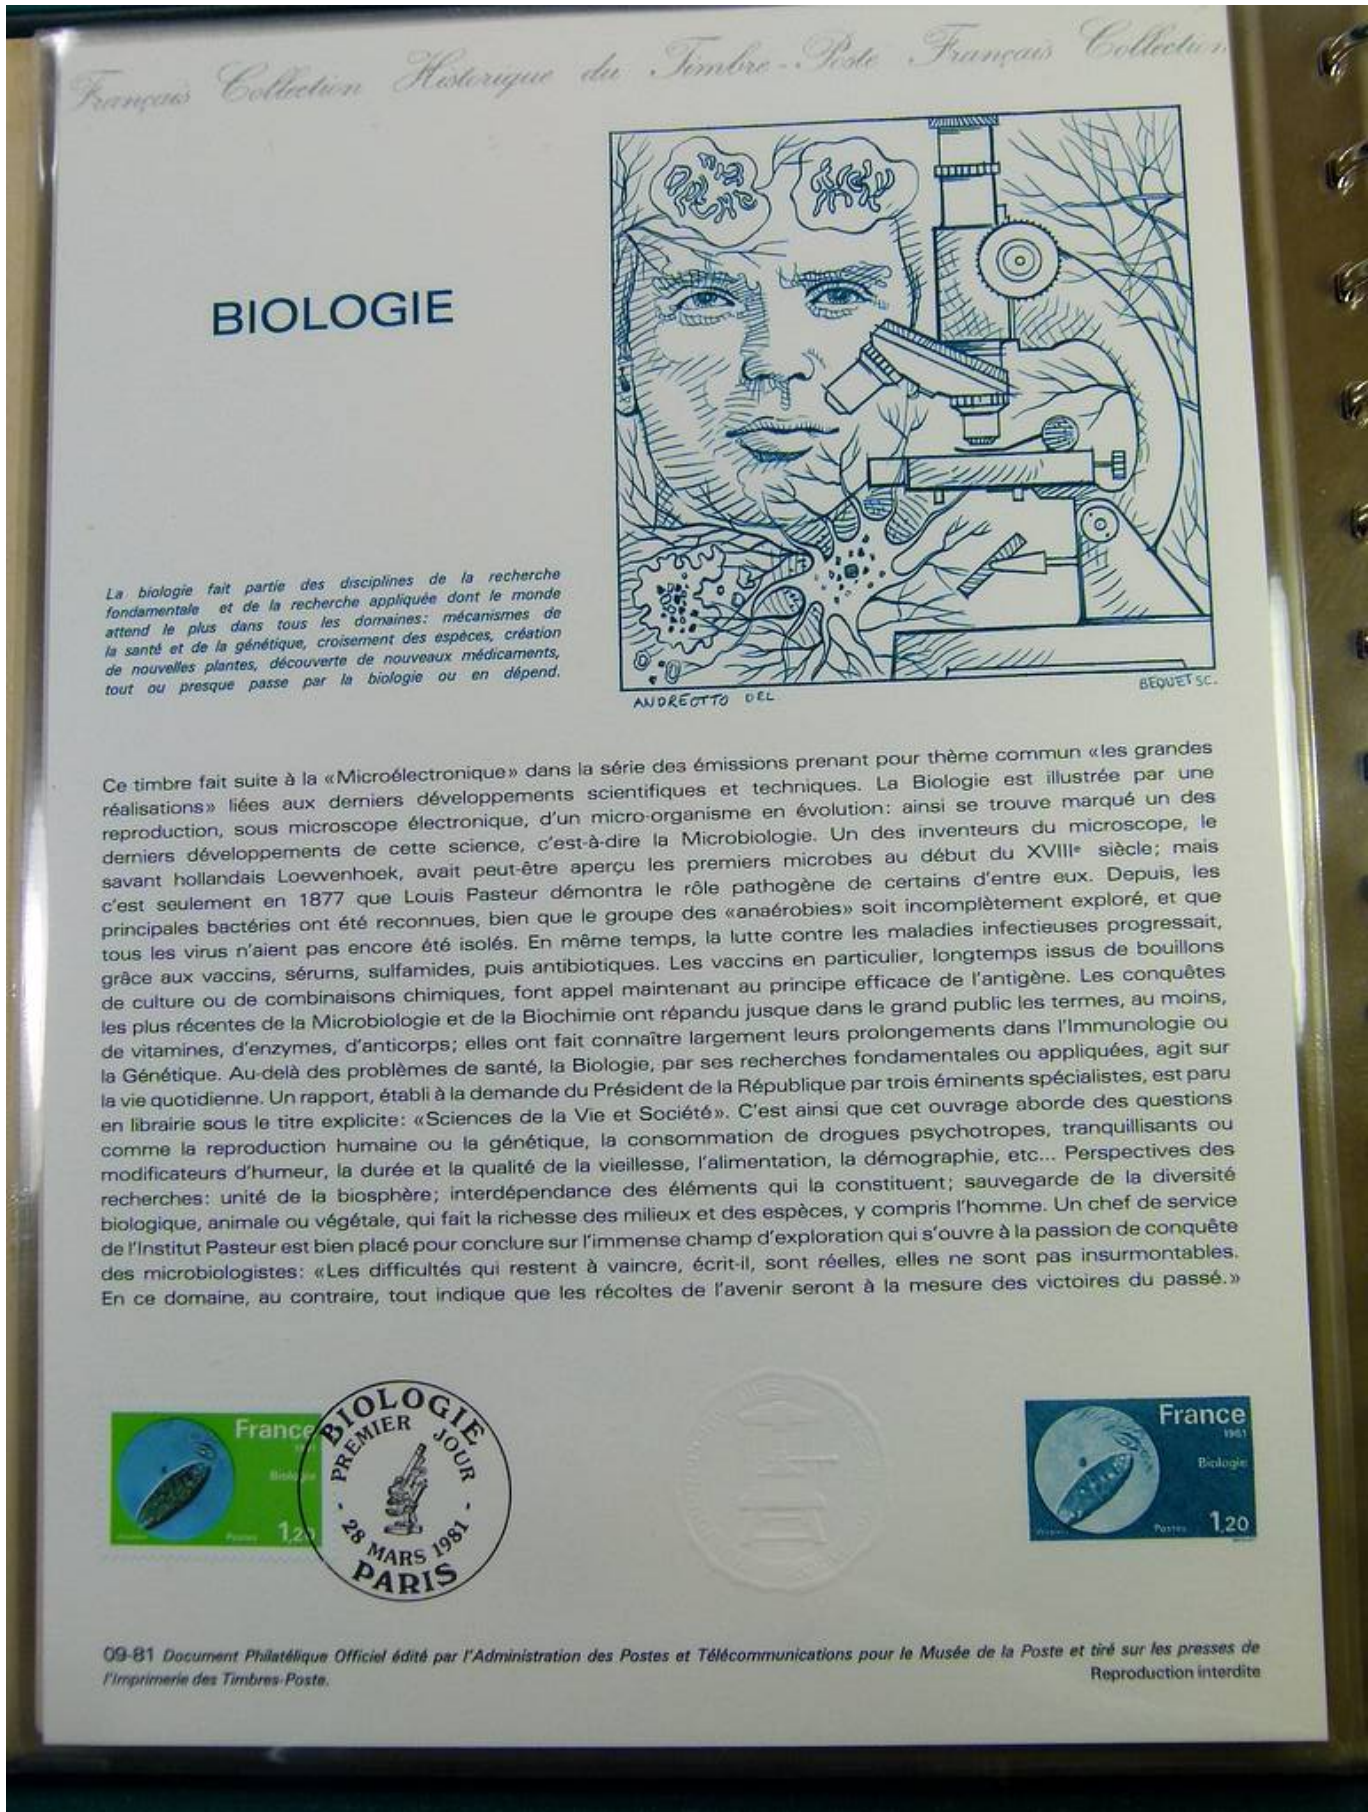 Français Collection Historique du Timbre-Poste Français Collection
BIOLOGIE
La biologie fait partie des disciplines de la recherche
fondamentale et de la recherche appliquée dont le monde
attend le plus dans tous les domaines: mécanismes de
la santé et de la génétique, croisement des espèces, création
de nouvelles plantes, découverte de nouveaux médicaments,
tout ou presque passe par la biologie ou en dépend.
ANDRÉOTTO DEL
BEQUET SC.
Ce timbre fait suite à la «Microélectronique» dans la série des émissions prenant pour thème commun «les grandes
réalisations» liées aux derniers développements scientifiques et techniques. La Biologie est illustrée par une
reproduction, sous microscope électronique, d'un micro-organisme en évolution: ainsi se trouve marqué un des
derniers développements de cette science, c'est-à-dire la Microbiologie. Un des inventeurs du microscope, le
savant hollandais Loewenhoek, avait peut-être aperçu les premiers microbes au début du XVIIIe siècle; mais
c'est seulement en 1877 que Louis Pasteur démontra le rôle pathogène de certains d'entre eux. Depuis, les
principales bactéries ont été reconnues, bien que le groupe des «anaérobies» soit incomplètement exploré, et que
tous les virus n'aient pas encore été isolés. En même temps, la lutte contre les maladies infectieuses progressait,
grâce aux vaccins, sérums, sulfamides, puis antibiotiques. Les vaccins en particulier, longtemps issus de bouillons
de culture ou de combinaisons chimiques, font appel maintenant au principe efficace de l'antigène. Les conquêtes
les plus récentes de la Microbiologie et de la Biochimie ont répandu jusque dans le grand public les termes, au moins,
de vitamines, d'enzymes, d'anticorps; elles ont fait connaître largement leurs prolongements dans l'Immunologie ou
la Génétique. Au-delà des problèmes de santé, la Biologie, par ses recherches fondamentales ou appliquées, agit sur
la vie quotidienne. Un rapport, établi à la demande du Président de la République par trois éminents spécialistes, est paru
en librairie sous le titre explicite: «Sciences de la Vie et Société». C'est ainsi que cet ouvrage aborde des questions
comme la reproduction humaine ou la génétique, la consommation de drogues psychotropes, tranquillisants ou
modificateurs d'humeur, la durée et la qualité de la vieillesse, l'alimentation, la démographie, etc... Perspectives des
recherches: unité de la biosphère; interdépendance des éléments qui la constituent; sauvegarde de la diversité
biologique, animale ou végétale, qui fait la richesse des milieux et des espèces, y compris l'homme. Un chef de service
de l'Institut Pasteur est bien placé pour conclure sur l'immense champ d'exploration qui s'ouvre à la passion de conquête
des microbiologistes: «Les difficultés qui restent à vaincre, écrit-il, sont réelles, elles ne sont pas insurmontables.
En ce domaine, au contraire, tout indique que les récoltes de l'avenir seront à la mesure des victoires du passé.»
France
1981
Biologie
Postes 1,20
BIOLOGIE
PREMIER JOUR
- 28 MARS 1981 -
PARIS
France
1981
Biologie
Postes 1,20
09-81 Document Philatélique Officiel édité par l'Administration des Postes et Télécommunications pour le Musée de la Poste et tiré sur les presses de
l'Imprimerie des Timbres-Poste.
Reproduction interdite